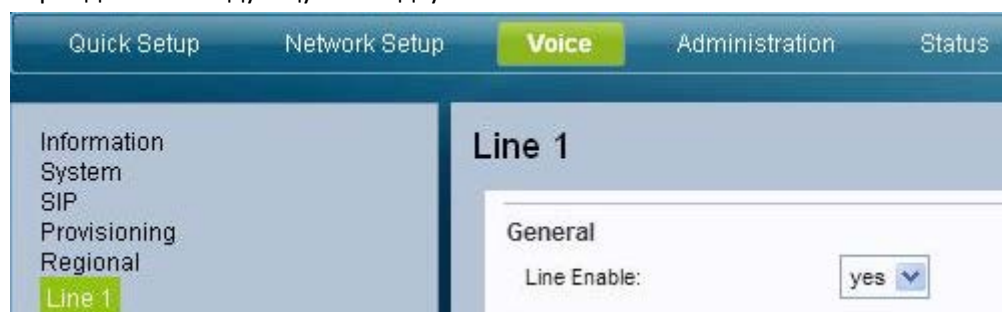 Quick Setup Network Setup Voice Administration Status
Information
System
SIP
Provisioning
Regional
Line 1
Line 1
General
Line Enable: yes